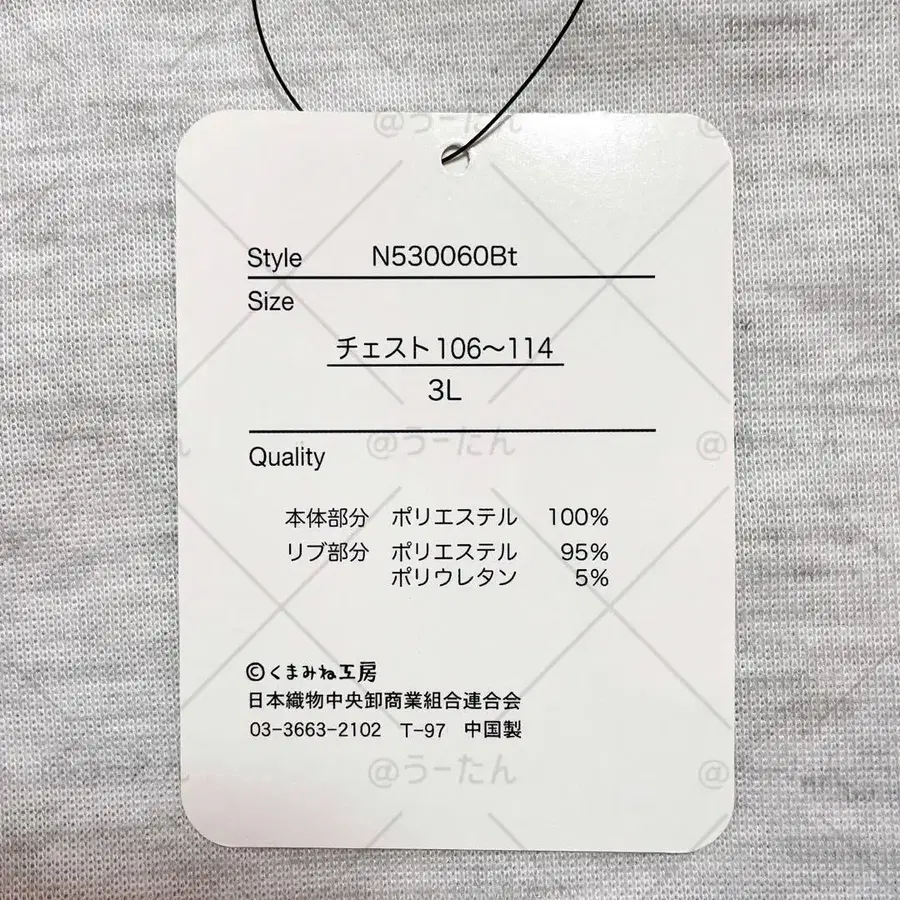 @うーたん
Style N530060Bt
Size
チェスト106〜114
3L
@うーたん
Quality
本体部分 ポリエステル 100%
リブ部分 ポリエステル 95%
ポリウレタン 5%
©くまみね工房
日本織物中央卸商業組合連合会
03-3663-2102 T-97 中国製
@うーたん